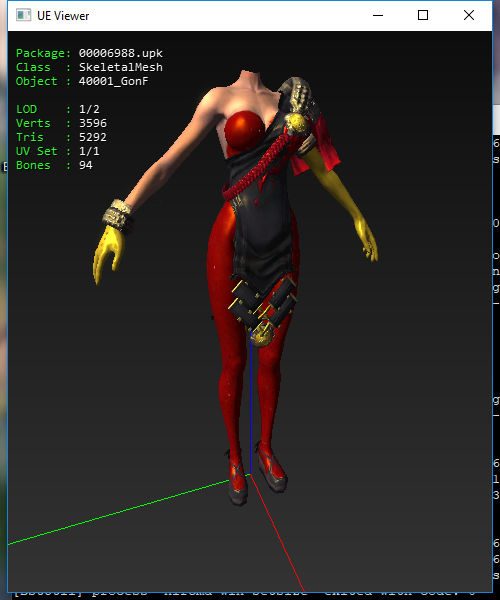 UE Viewer
Package: 00006988.upk
Class  : SkeletalMesh
Object : 40001_GonF
LOD    : 1/2
Verts  : 3596
Tris   : 5292
UV Set : 1/1
Bones  : 94